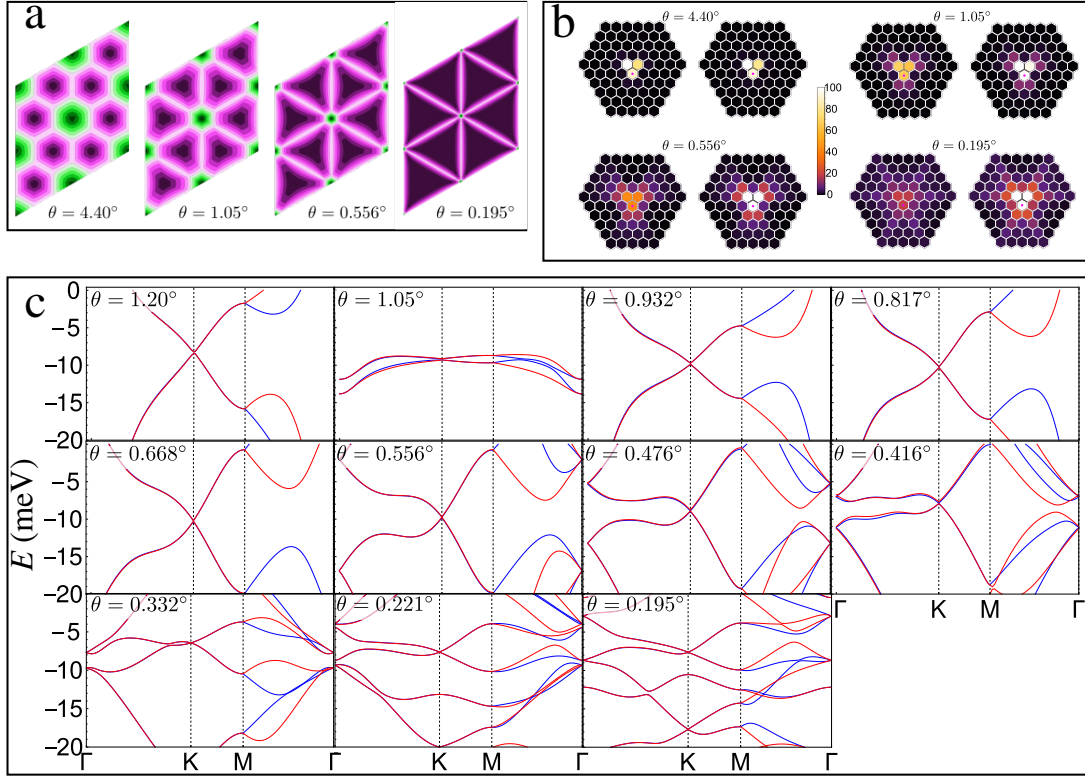 a
θ = 4.40° θ = 1.05° θ = 0.556° θ = 0.195°
b
θ = 4.40° θ = 1.05°
100
80
60
40
20
0
θ = 0.556° θ = 0.195°
c
E (meV)
0
−5
−10
−15
−20
θ = 1.20° θ = 1.05° θ = 0.932° θ = 0.817°
−5
−10
−15
−20
θ = 0.668° θ = 0.556° θ = 0.476° θ = 0.416°
Γ K M Γ
−5
−10
−15
−20
θ = 0.332° θ = 0.221° θ = 0.195°
Γ K M Γ K M Γ K M Γ